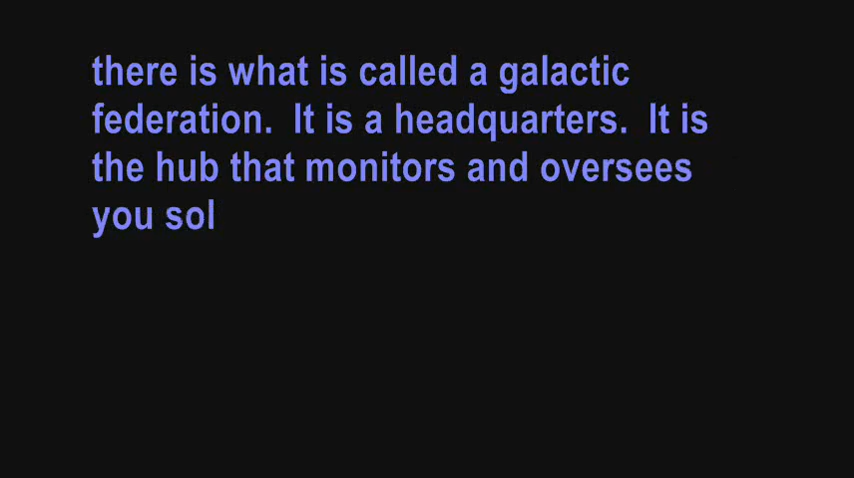 there is what is called a galactic
federation.  It is a headquarters.  It is
the hub that monitors and oversees
you sol